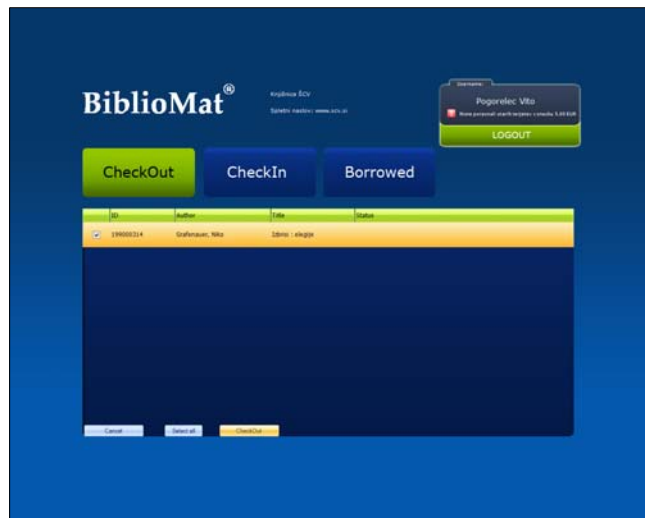 BiblioMat®
Knjižnica ŠCV
Spletni naslov: www.scv.si
Username:
Pogorelec Vito
LOGOUT
CheckOut CheckIn Borrowed
ID Author Title Status
199000314 Grafenauer, Niko Izbrisi : elegije
Cancel Select all CheckOut